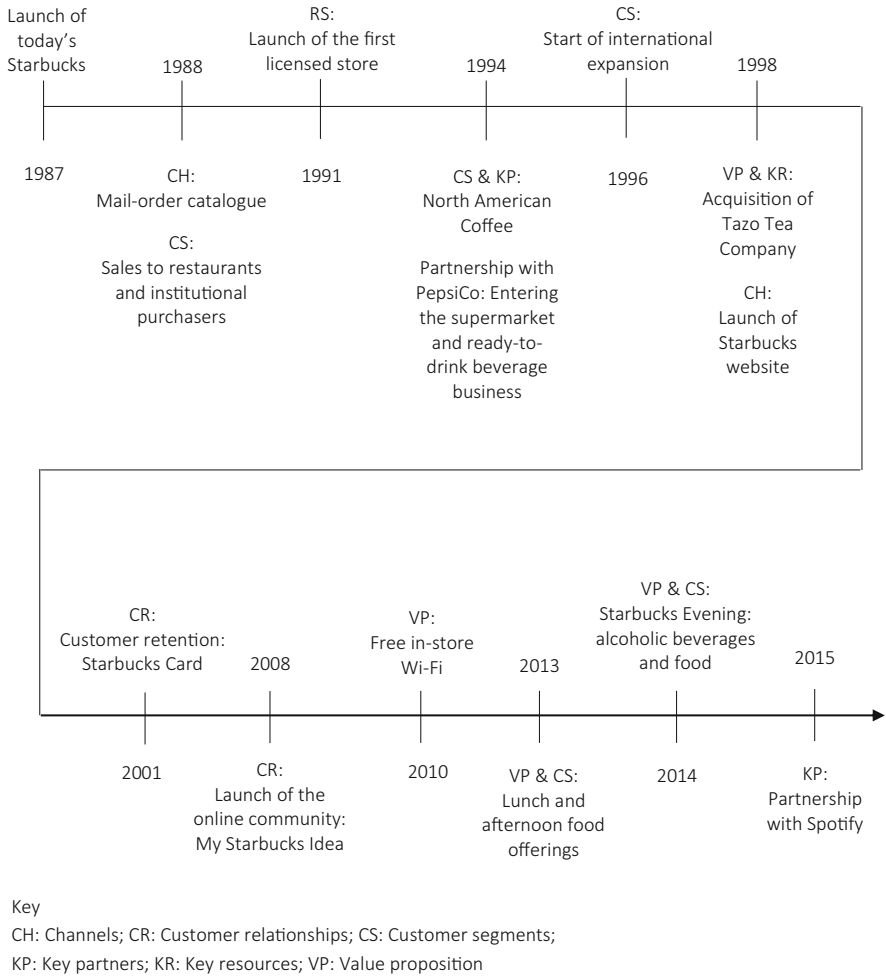 Launch of
today's
Starbucks
1987
1988
CH:
Mail-order catalogue
CS:
Sales to restaurants
and institutional
purchasers
RS:
Launch of the first
licensed store
1991
1994
CS & KP:
North American
Coffee
Partnership with
PepsiCo: Entering
the supermarket
and ready-to-
drink beverage
business
CS:
Start of international
expansion
1996
1998
VP & KR:
Acquisition of
Tazo Tea
Company
CH:
Launch of
Starbucks
website
CR:
Customer retention:
Starbucks Card
2001
2008
CR:
Launch of the
online community:
My Starbucks Idea
VP:
Free in-store
Wi-Fi
2010
2013
VP & CS:
Lunch and
afternoon food
offerings
VP & CS:
Starbucks Evening:
alcoholic beverages
and food
2014
2015
KP:
Partnership
with Spotify
Key
CH: Channels; CR: Customer relationships; CS: Customer segments;
KP: Key partners; KR: Key resources; VP: Value proposition